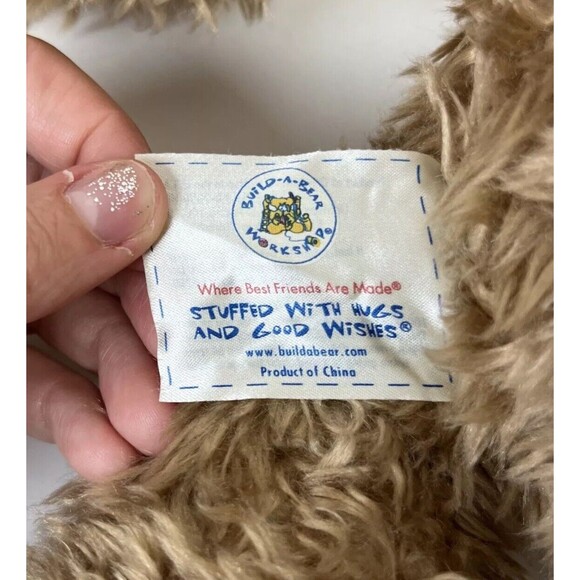 BUILD-A-BEAR
WORKSHOP®
Where Best Friends Are Made®
STUFFED WITH HUGS
AND GOOD WISHES®
www.buildabear.com
Product of China